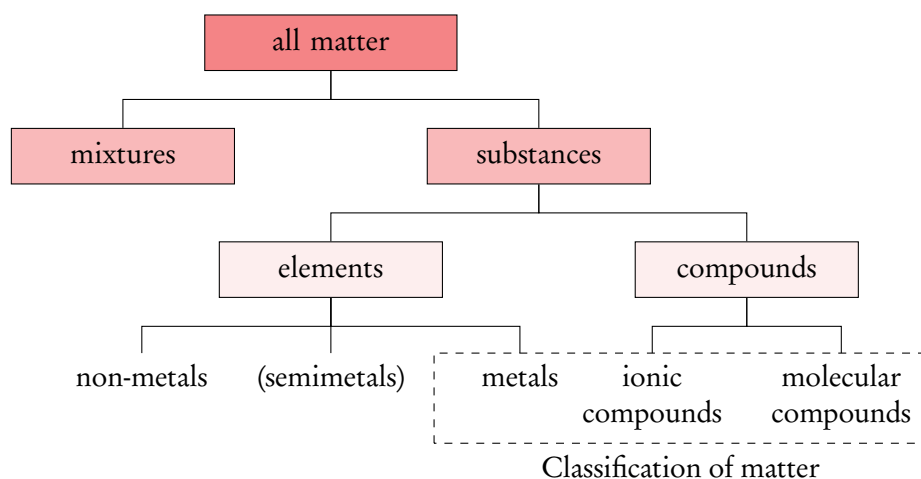 all matter
mixtures
substances
elements
compounds
non-metals
(semimetals)
metals
ionic
compounds
molecular
compounds
Classification of matter